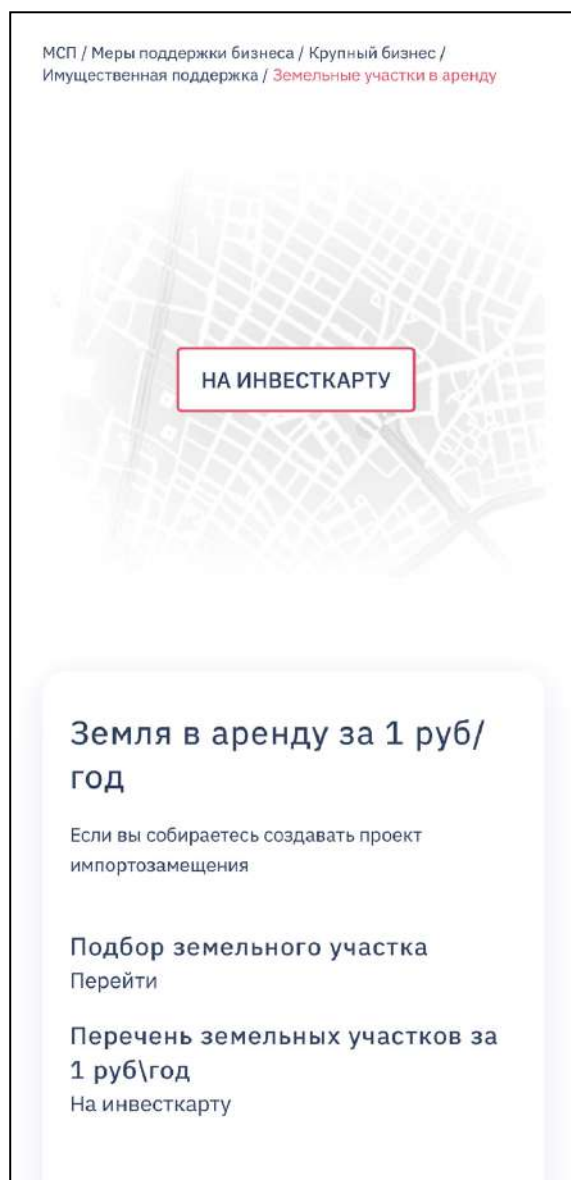 МСП / Меры поддержки бизнеса / Крупный бизнес /
Имущественная поддержка / Земельные участки в аренду
НА ИНВЕСТКАРТУ
Земля в аренду за 1 руб/
год
Если вы собираетесь создавать проект
импортозамещения
Подбор земельного участка
Перейти
Перечень земельных участков за
1 руб\год
На инвесткарту